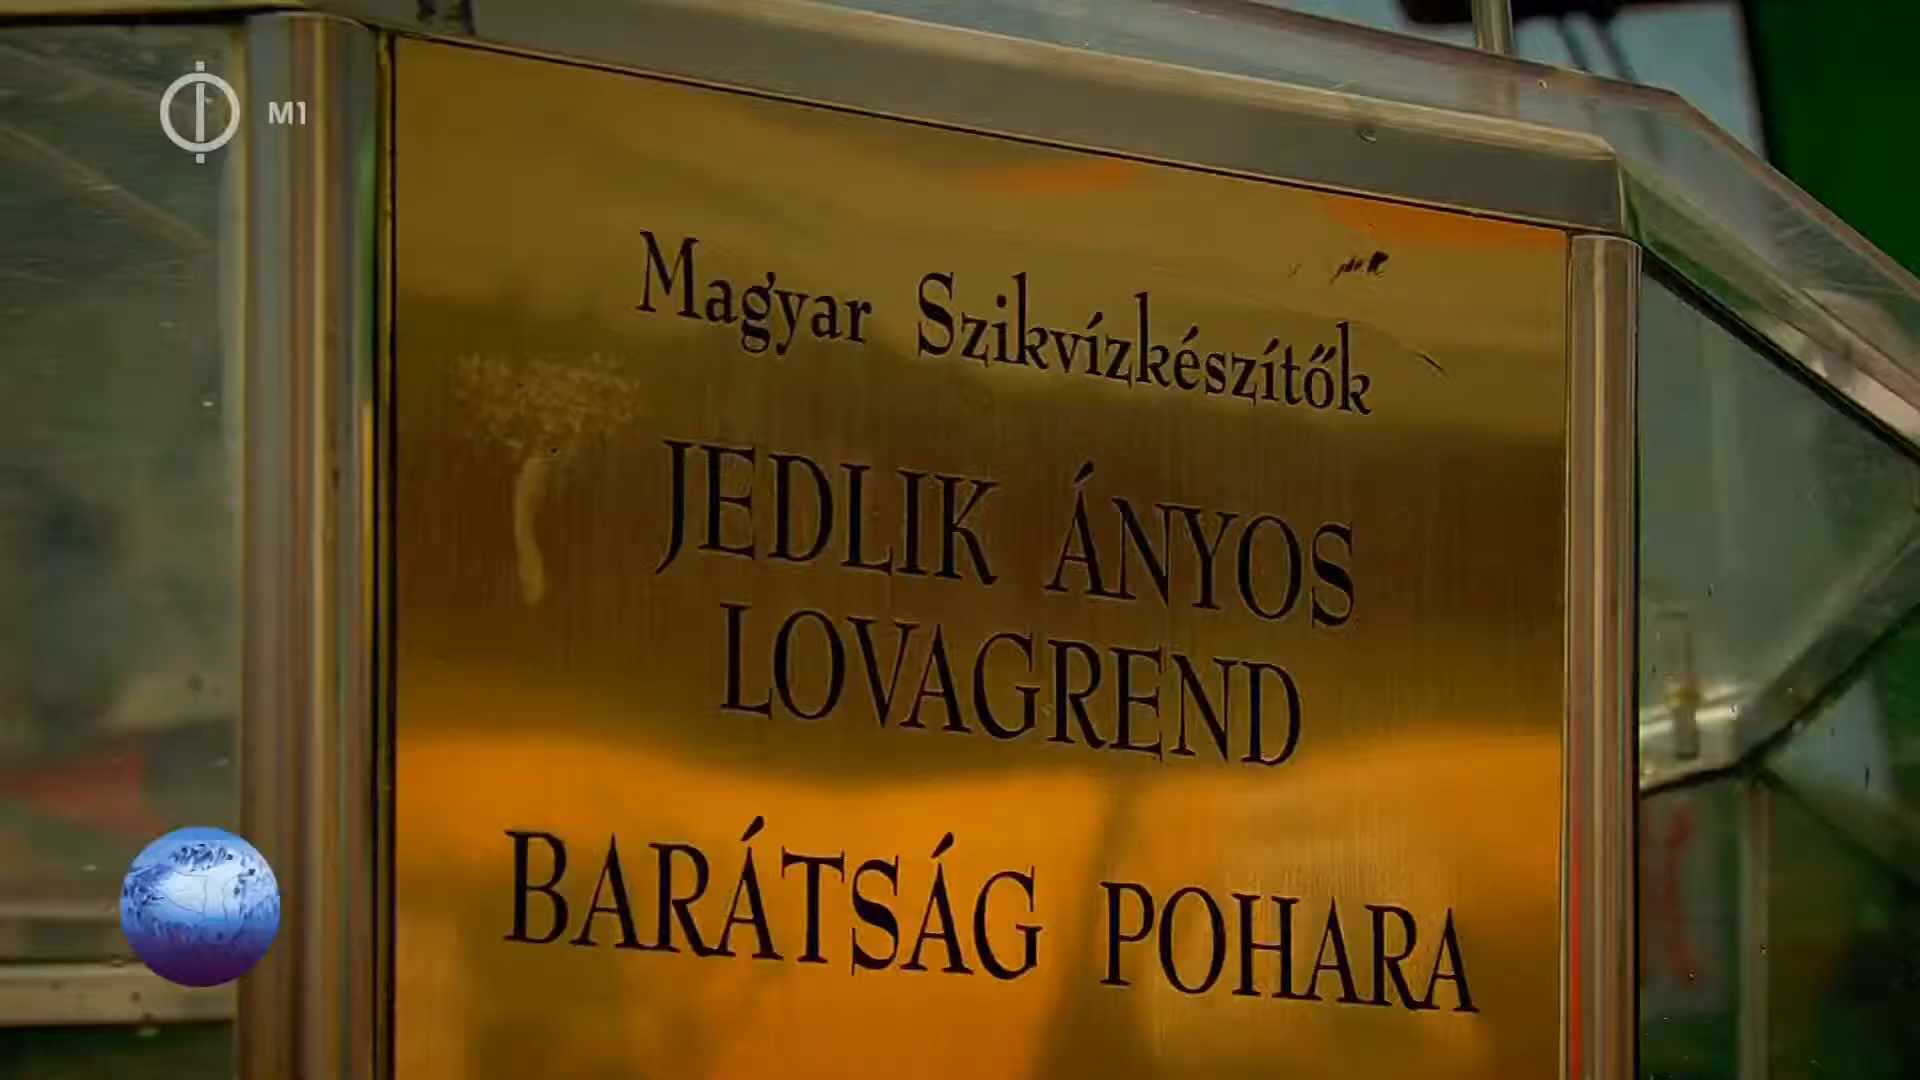 M1
Magyar Szikvízkészítők
JEDLIK ÁNYOS
LOVAGREND
BARÁTSÁG POHARA